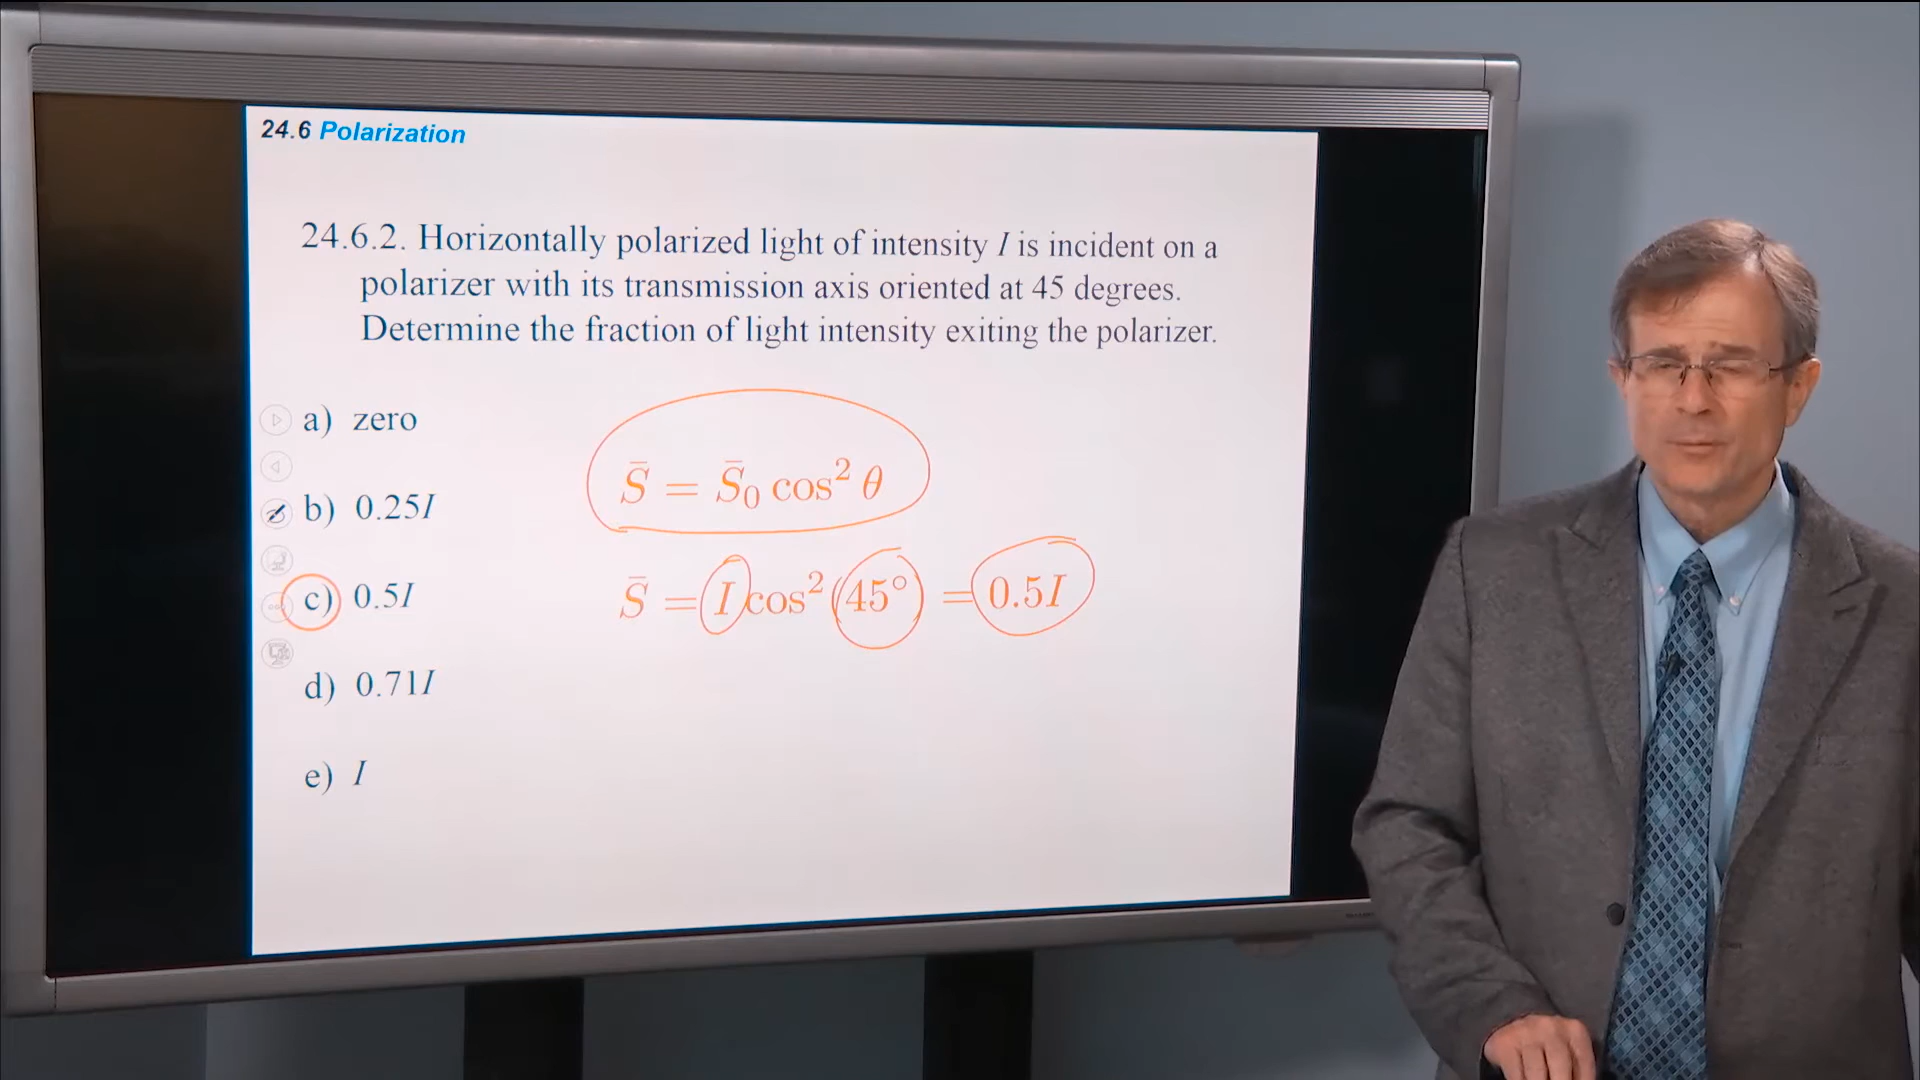 24.6 Polarization
24.6.2. Horizontally polarized light of intensity I is incident on a
polarizer with its transmission axis oriented at 45 degrees.
Determine the fraction of light intensity exiting the polarizer.
a) zero
b) 0.25I
c) 0.5I
d) 0.71I
e) I
S̄ = S̄₀ cos² θ
S̄ = I cos² (45°) = 0.5I